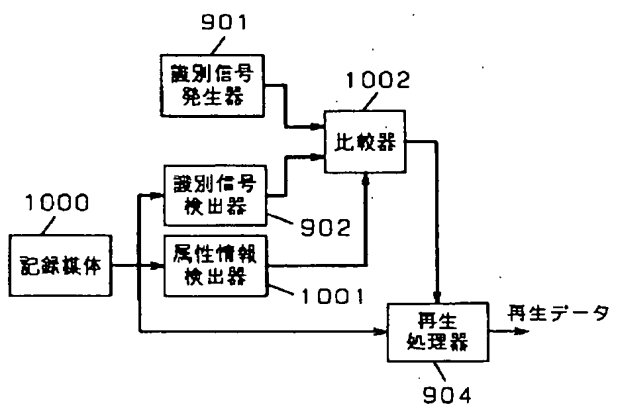 901
識別信号
発生器
1002
比較器
識別信号
検出器
902
1000
記録媒体
属性情報
検出器
1001
再生
処理器
再生データ
904